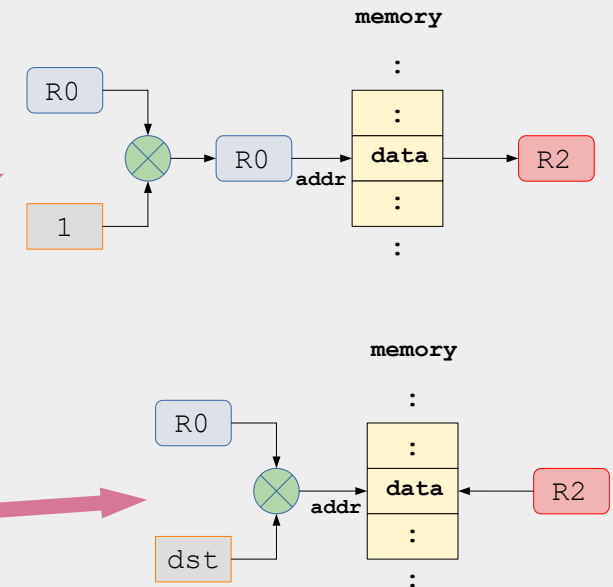 memory
:
R0
:
R0
addr
data
R2
1
:
:
memory
:
R0
:
addr
data
R2
dst
:
: